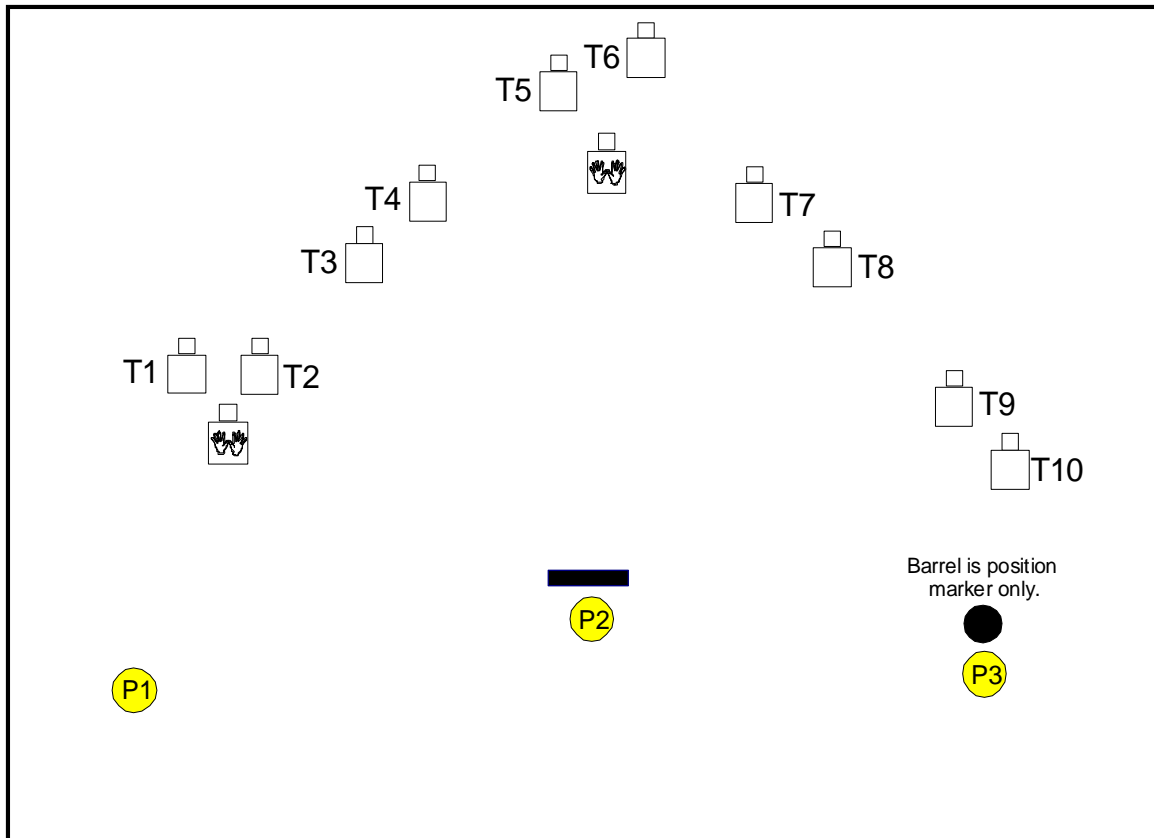 T6
T5
T4
T7
T3
T8
T1
T2
T9
T10
Barrel is position
marker only.
P2
P3
P1